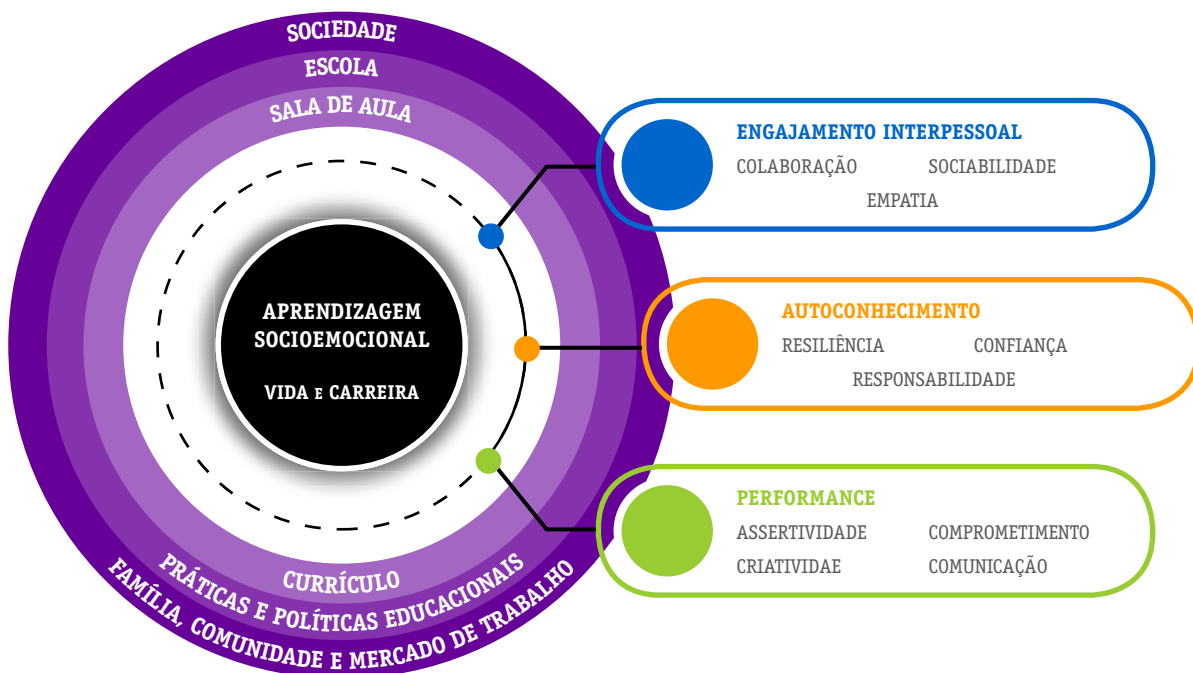 SOCIEDADE
ESCOLA
SALA DE AULA
APRENDIZAGEM
SOCIOEMOCIONAL
VIDA E CARREIRA
CURRÍCULO
PRÁTICAS E POLÍTICAS EDUCACIONAIS
FAMÍLIA, COMUNIDADE E MERCADO DE TRABALHO
ENGAJAMENTO INTERPESSOAL
COLABORAÇÃO SOCIABILIDADE
EMPATIA
AUTOCONHECIMENTO
RESILIÊNCIA CONFIANÇA
RESPONSABILIDADE
PERFORMANCE
ASSERTIVIDADE COMPROMETIMENTO
CRIATIVIDAE COMUNICAÇÃO